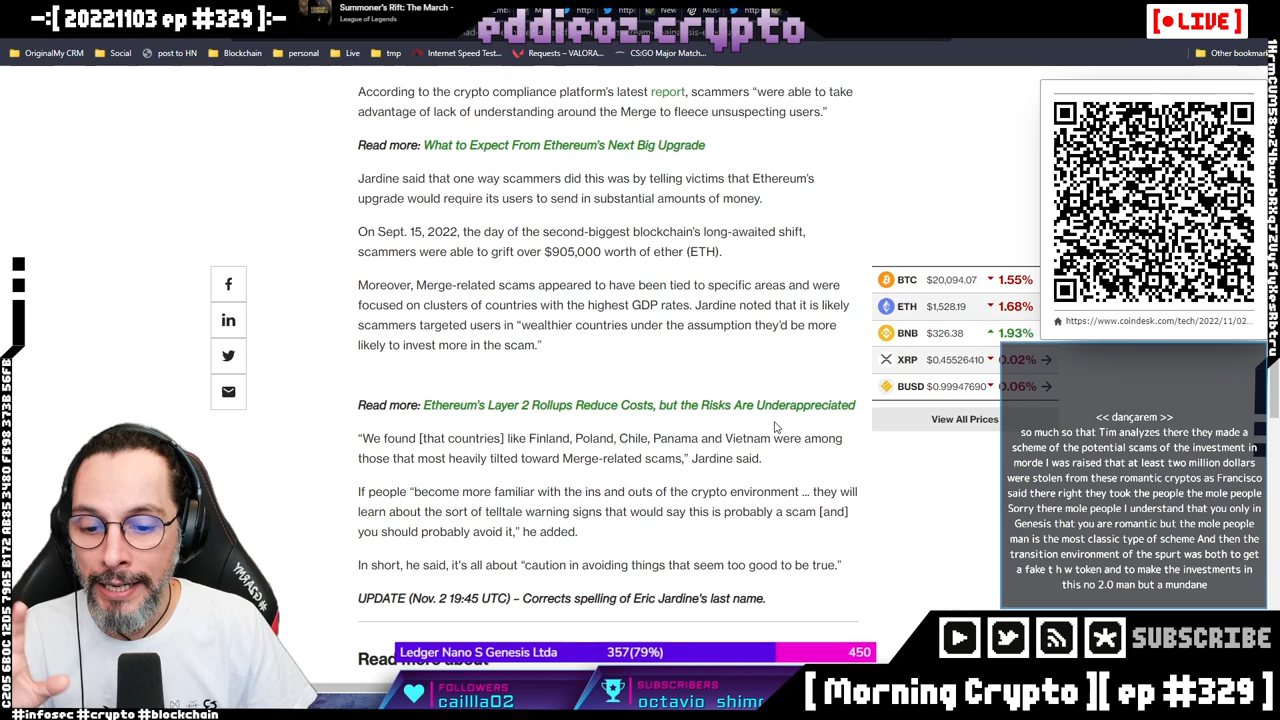 -:[ 20221103 ep #329 ]:-
Summoner's Rift: The March -
League of Legends
eddieoz.crypto
[ LIVE ]
OriginalMy CRM
Social
post to HN
Blockchain
personal
Live
tmp
Internet Speed Test...
Requests – VALORA...
CS:GO Major Match...
Other bookmar
According to the crypto compliance platform's latest report, scammers “were able to take
advantage of lack of understanding around the Merge to fleece unsuspecting users.”
Read more: What to Expect From Ethereum's Next Big Upgrade
Jardine said that one way scammers did this was by telling victims that Ethereum's
upgrade would require its users to send in substantial amounts of money.
On Sept. 15, 2022, the day of the second-biggest blockchain's long-awaited shift,
scammers were able to grift over $905,000 worth of ether (ETH).
Moreover, Merge-related scams appeared to have been tied to specific areas and were
focused on clusters of countries with the highest GDP rates. Jardine noted that it is likely
scammers targeted users in “wealthier countries under the assumption they'd be more
likely to invest more in the scam.”
Read more: Ethereum's Layer 2 Rollups Reduce Costs, but the Risks Are Underappreciated
“We found [that countries] like Finland, Poland, Chile, Panama and Vietnam were among
those that most heavily tilted toward Merge-related scams,” Jardine said.
If people “become more familiar with the ins and outs of the crypto environment ... they will
learn about the sort of telltale warning signs that would say this is probably a scam [and]
you should probably avoid it,” he added.
In short, he said, it's all about “caution in avoiding things that seem too good to be true.”
UPDATE (Nov. 2 19:45 UTC) – Corrects spelling of Eric Jardine's last name.
Read more about
BTC $20,094.07 1.55%
ETH $1,528.19 1.68%
BNB $326.38 1.93%
XRP $0.45526410 0.02%
BUSD $0.99947690 0.06%
View All Prices
https://www.coindesk.com/tech/2022/11/02...
<< dançarem >>
so much so that Tim analyzes there they made a
scheme of the potential scams of the investment in
morde I was raised that at least two million dollars
were stolen from these romantic cryptos as Francisco
said there right they took the people the mole people
Sorry there mole people I understand that you only in
Genesis that you are romantic but the mole people
man is the most classic type of scheme And then the
transition environment of the spurt was both to get
a fake t h w token and to make the investments in
this no 2.0 man but a mundane
Ledger Nano S Genesis Ltda 357(79%) 450
FOLLOWERS
caillla02
SUBSCRIBERS
octavio_shim
SUBSCRIBE
[ Morning Crypto ][ ep #329 ]
#infosec #crypto #blockchain